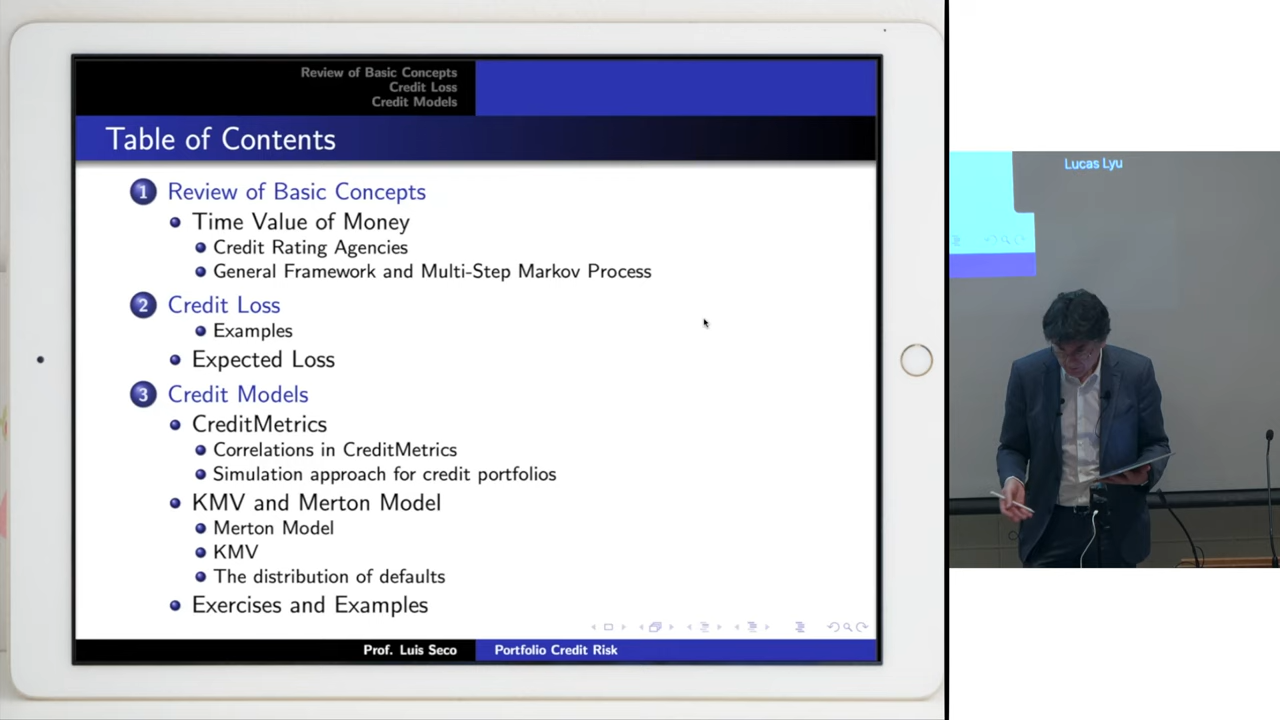 Review of Basic Concepts
Credit Loss
Credit Models
Table of Contents
1 Review of Basic Concepts
Time Value of Money
Credit Rating Agencies
General Framework and Multi-Step Markov Process
2 Credit Loss
Examples
Expected Loss
3 Credit Models
CreditMetrics
Correlations in CreditMetrics
Simulation approach for credit portfolios
KMV and Merton Model
Merton Model
KMV
The distribution of defaults
Exercises and Examples
Prof. Luis Seco
Portfolio Credit Risk
Lucas Lyu